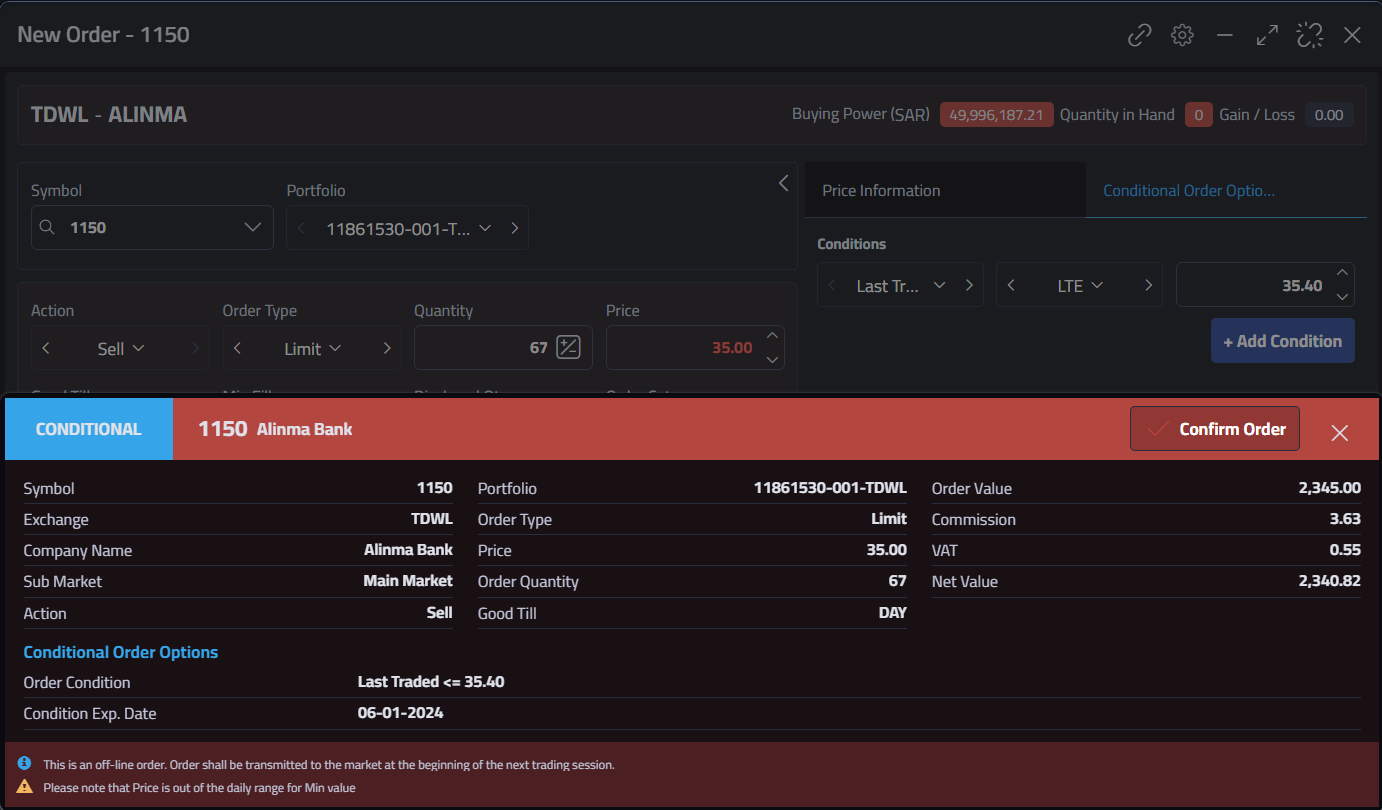 New Order - 1150
TDWL - ALINMA
Buying Power (SAR) 49,996,187.21 Quantity in Hand 0 Gain / Loss 0.00
Symbol Portfolio
1150 11861530-001-T...
Price Information Conditional Order Optio...
Conditions
Last Tr... LTE 35.40
+ Add Condition
Action Order Type Quantity Price
Sell Limit 67 35.00
CONDITIONAL 1150 Alinma Bank Confirm Order
Symbol 1150 Portfolio 11861530-001-TDWL Order Value 2,345.00
Exchange TDWL Order Type Limit Commission 3.63
Company Name Alinma Bank Price 35.00 VAT 0.55
Sub Market Main Market Order Quantity 67 Net Value 2,340.82
Action Sell Good Till DAY
Conditional Order Options
Order Condition Last Traded <= 35.40
Condition Exp. Date 06-01-2024
This is an off-line order. Order shall be transmitted to the market at the beginning of the next trading session.
Please note that Price is out of the daily range for Min value